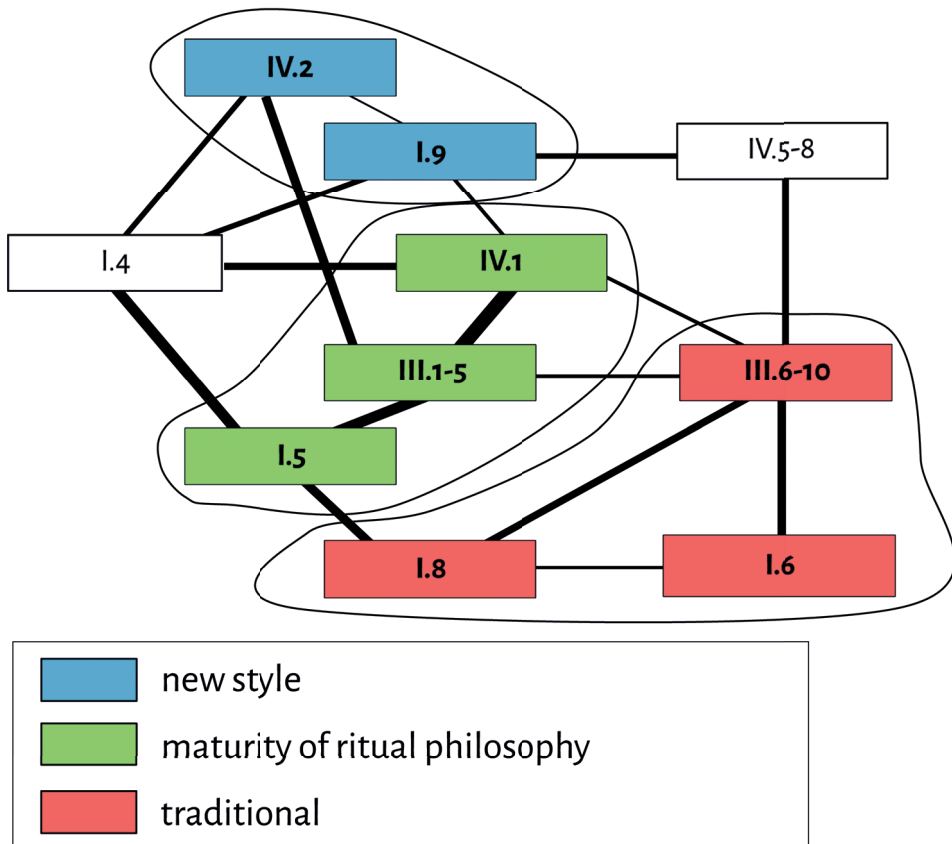 IV.2
I.9
IV.5-8
I.4
IV.1
III.1-5
III.6-10
I.5
I.8
I.6
new style
maturity of ritual philosophy
traditional